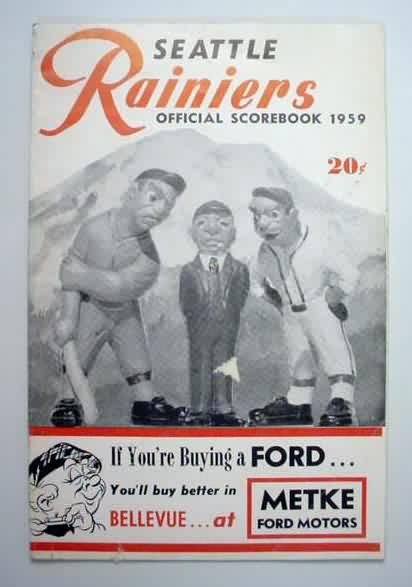 SEATTLE
Rainiers
OFFICIAL SCOREBOOK 1959
20¢
If You're Buying a FORD...
You'll buy better in
BELLEVUE...at
METKE
FORD MOTORS